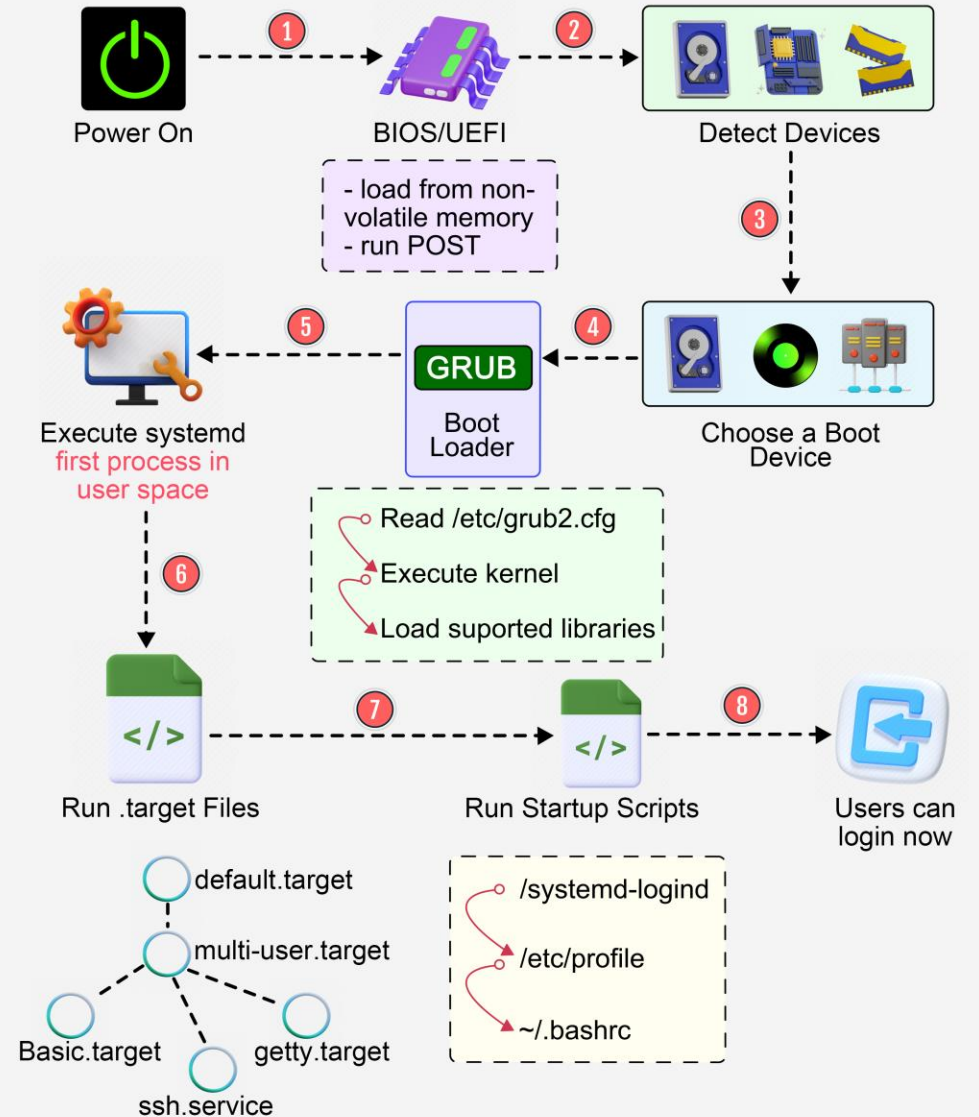 1
2
Power On
BIOS/UEFI
Detect Devices
- load from non-
volatile memory
- run POST
3
5
4
GRUB
Boot
Loader
Execute systemd
first process in
user space
Choose a Boot
Device
6
Read /etc/grub2.cfg
Execute kernel
Load suported libraries
7
8
</>
</>
Run .target Files
Run Startup Scripts
Users can
login now
default.target
multi-user.target
Basic.target
getty.target
ssh.service
/systemd-logind
/etc/profile
~/.bashrc